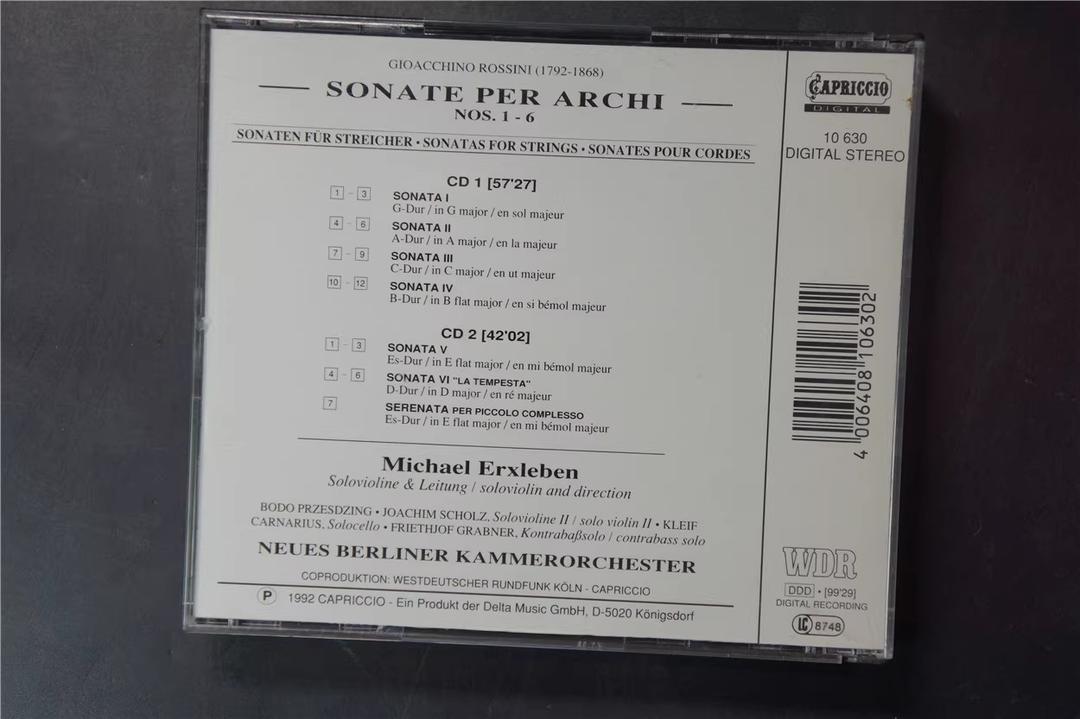 GIOACCHINO ROSSINI (1792-1868)
SONATE PER ARCHI
NOS. 1 - 6
SONATEN FÜR STREICHER • SONATAS FOR STRINGS • SONATES POUR CORDES
CD 1 [57'27]
1 - 3 SONATA I
G-Dur / in G major / en sol majeur
4 - 6 SONATA II
A-Dur / in A major / en la majeur
7 - 9 SONATA III
C-Dur / in C major / en ut majeur
10 - 12 SONATA IV
B-Dur / in B flat major / en si bémol majeur
CD 2 [42'02]
1 - 3 SONATA V
Es-Dur / in E flat major / en mi bémol majeur
4 - 6 SONATA VI "LA TEMPESTA"
D-Dur / in D major / en ré majeur
7 SERENATA PER PICCOLO COMPLESSO
Es-Dur / in E flat major / en mi bémol majeur
Michael Erxleben
Solovioline & Leitung / soloviolin and direction
BODO PRZESDZING • JOACHIM SCHOLZ, Solovioline II / solo violin II • KLEIF
CARNARIUS, Solocello • FRIETHJOF GRABNER, Kontrabaßsolo / contrabass solo
NEUES BERLINER KAMMERORCHESTER
COPRODUKTION: WESTDEUTSCHER RUNDFUNK KÖLN - CAPRICCIO
P 1992 CAPRICCIO - Ein Produkt der Delta Music GmbH, D-5020 Königsdorf
CAPRICCIO
DIGITAL
10 630
DIGITAL STEREO
4 006408 106302
WDR
DDD • [99'29]
DIGITAL RECORDING
LC 8748